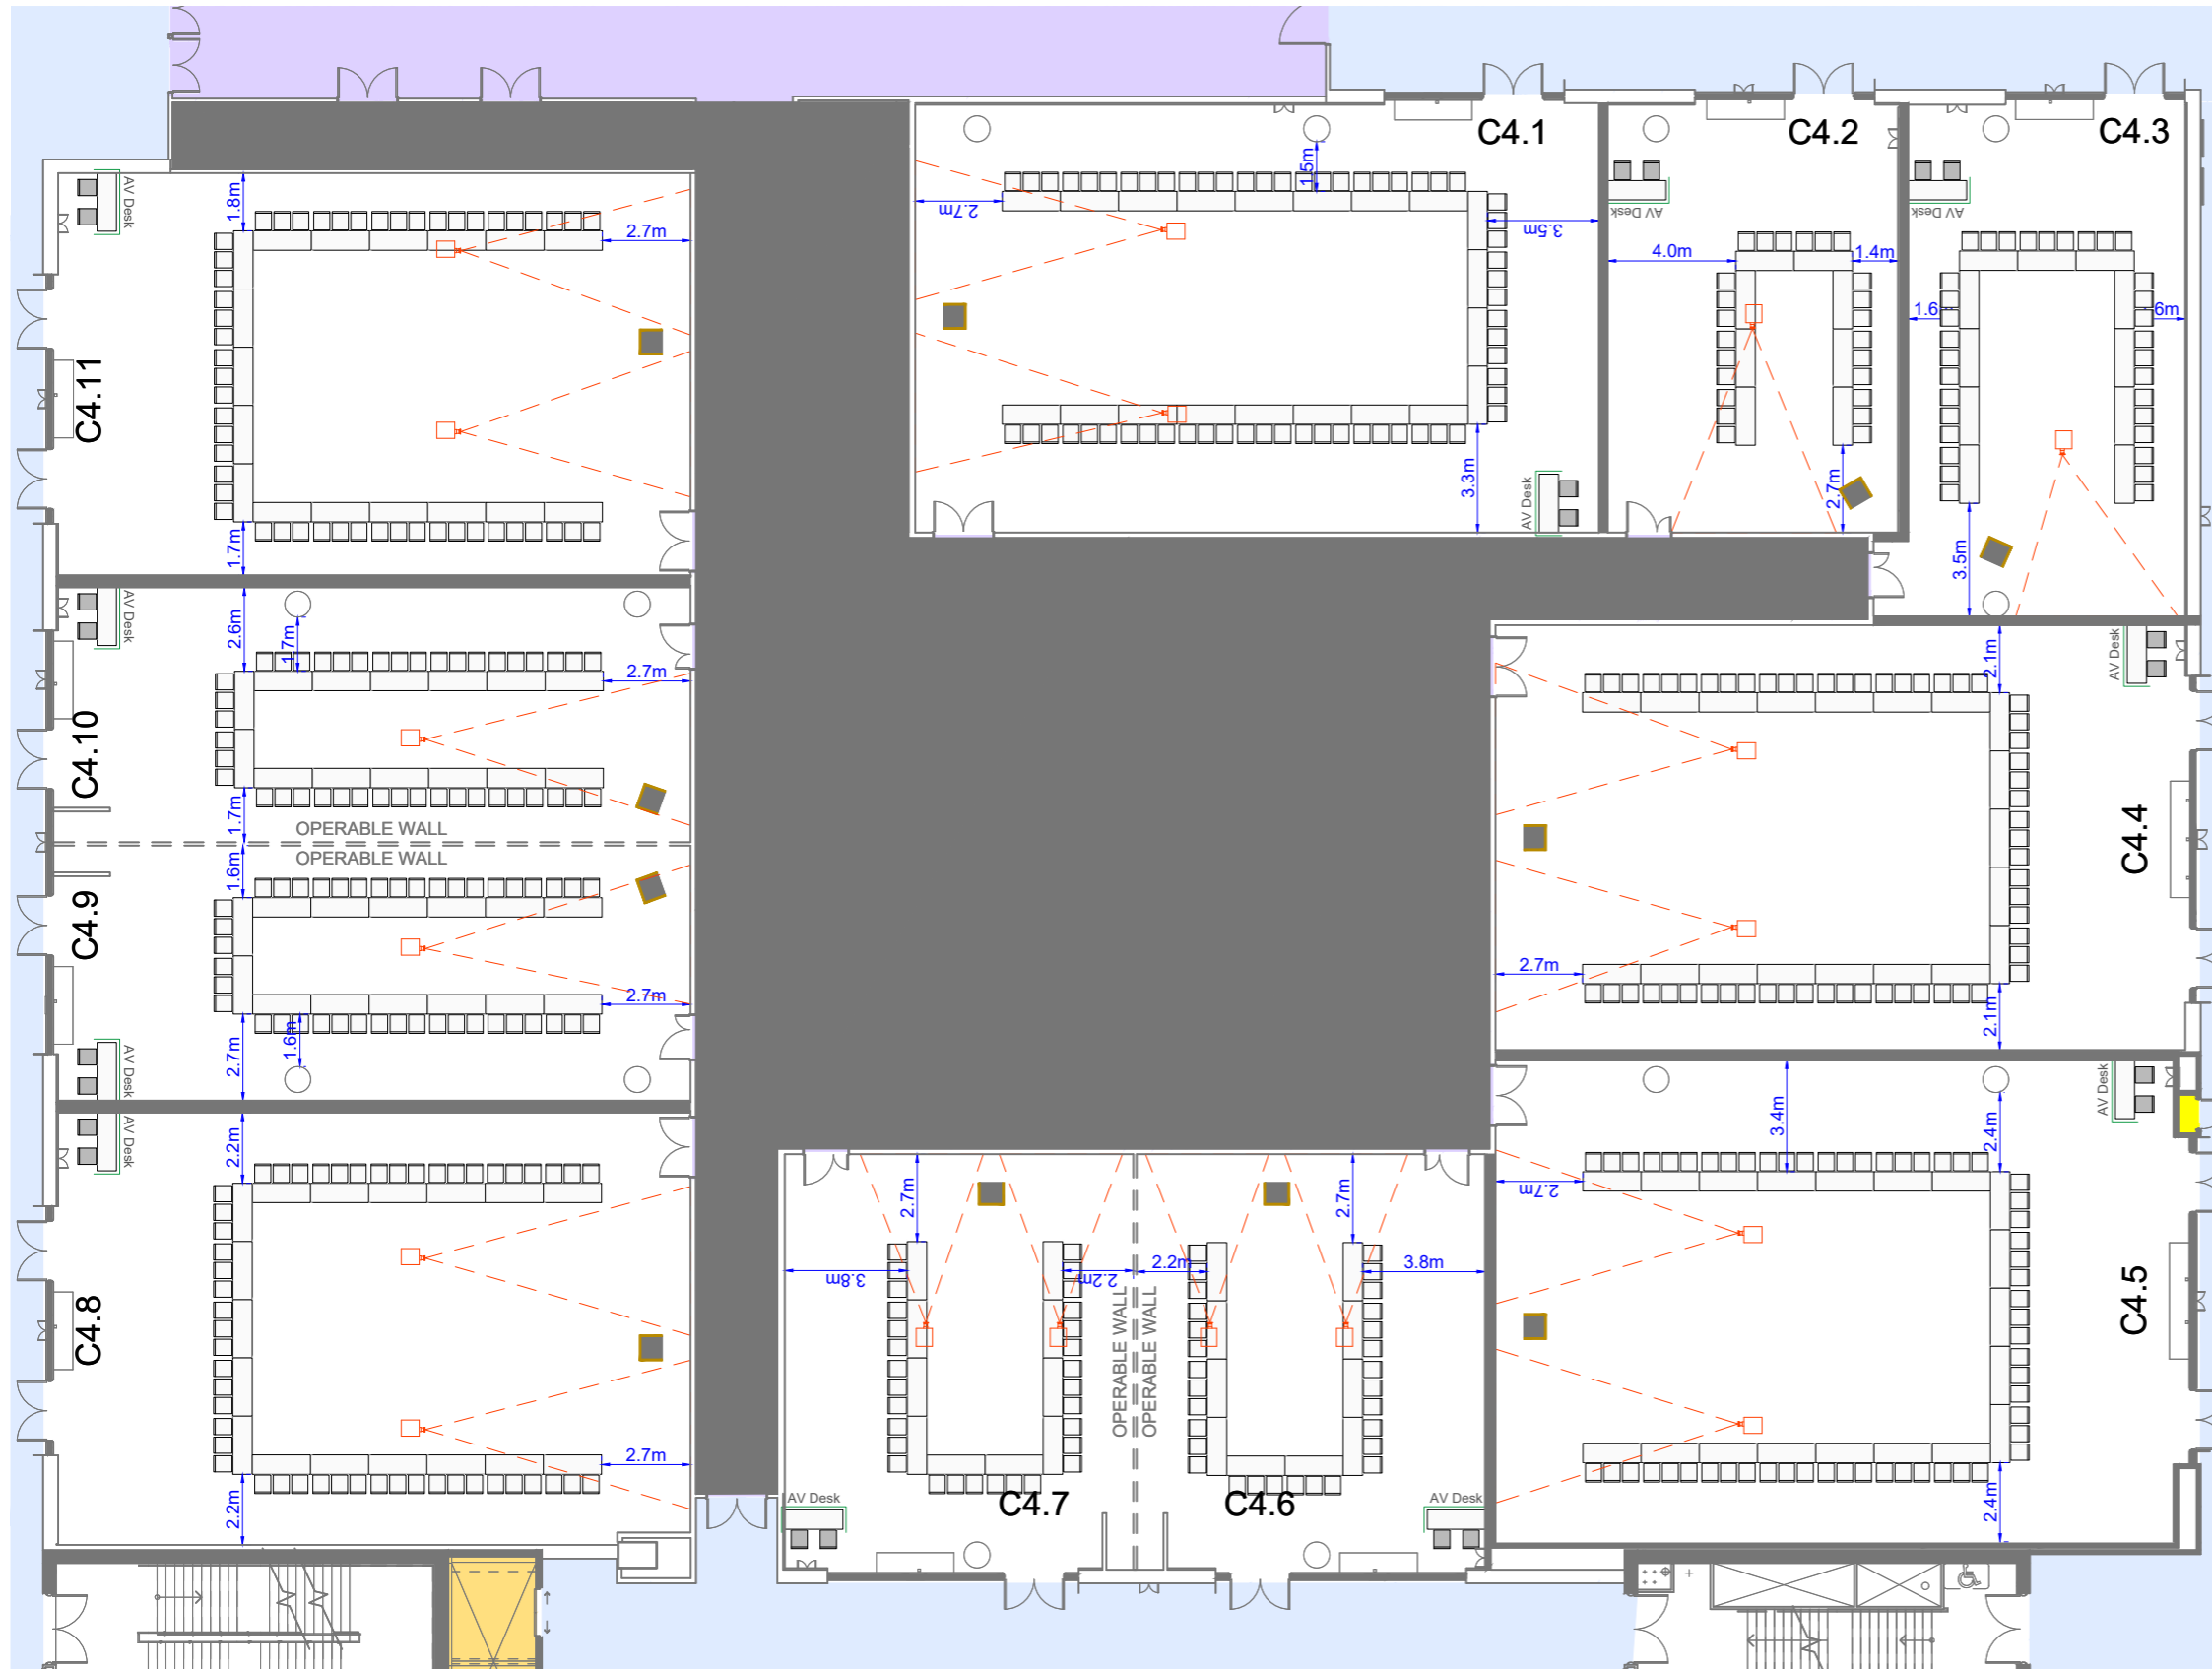 C4.1
C4.2
C4.3
1.5m
2.7m
3.5m
3.3m
AV Desk
AV Desk
4.0m
1.4m
2.7m
AV Desk
1.6
6m
3.5m
AV Desk
1.8m
2.7m
C4.11
1.7m
AV Desk
2.6m
1.7m
2.7m
C4.10
1.7m
OPERABLE WALL
AV Desk
OPERABLE WALL
1.6m
C4.9
2.7m
1.6m
2.7m
AV Desk
AV Desk
2.2m
C4.8
2.7m
2.2m
2.1m
AV Desk
C4.4
2.7m
2.1m
AV Desk
3.4m
2.4m
2.7m
C4.5
2.4m
2.7m
2.7m
3.8m
2.2m
2.2m
3.8m
OPERABLE WALL
OPERABLE WALL
AV Desk
C4.7
C4.6
AV Desk